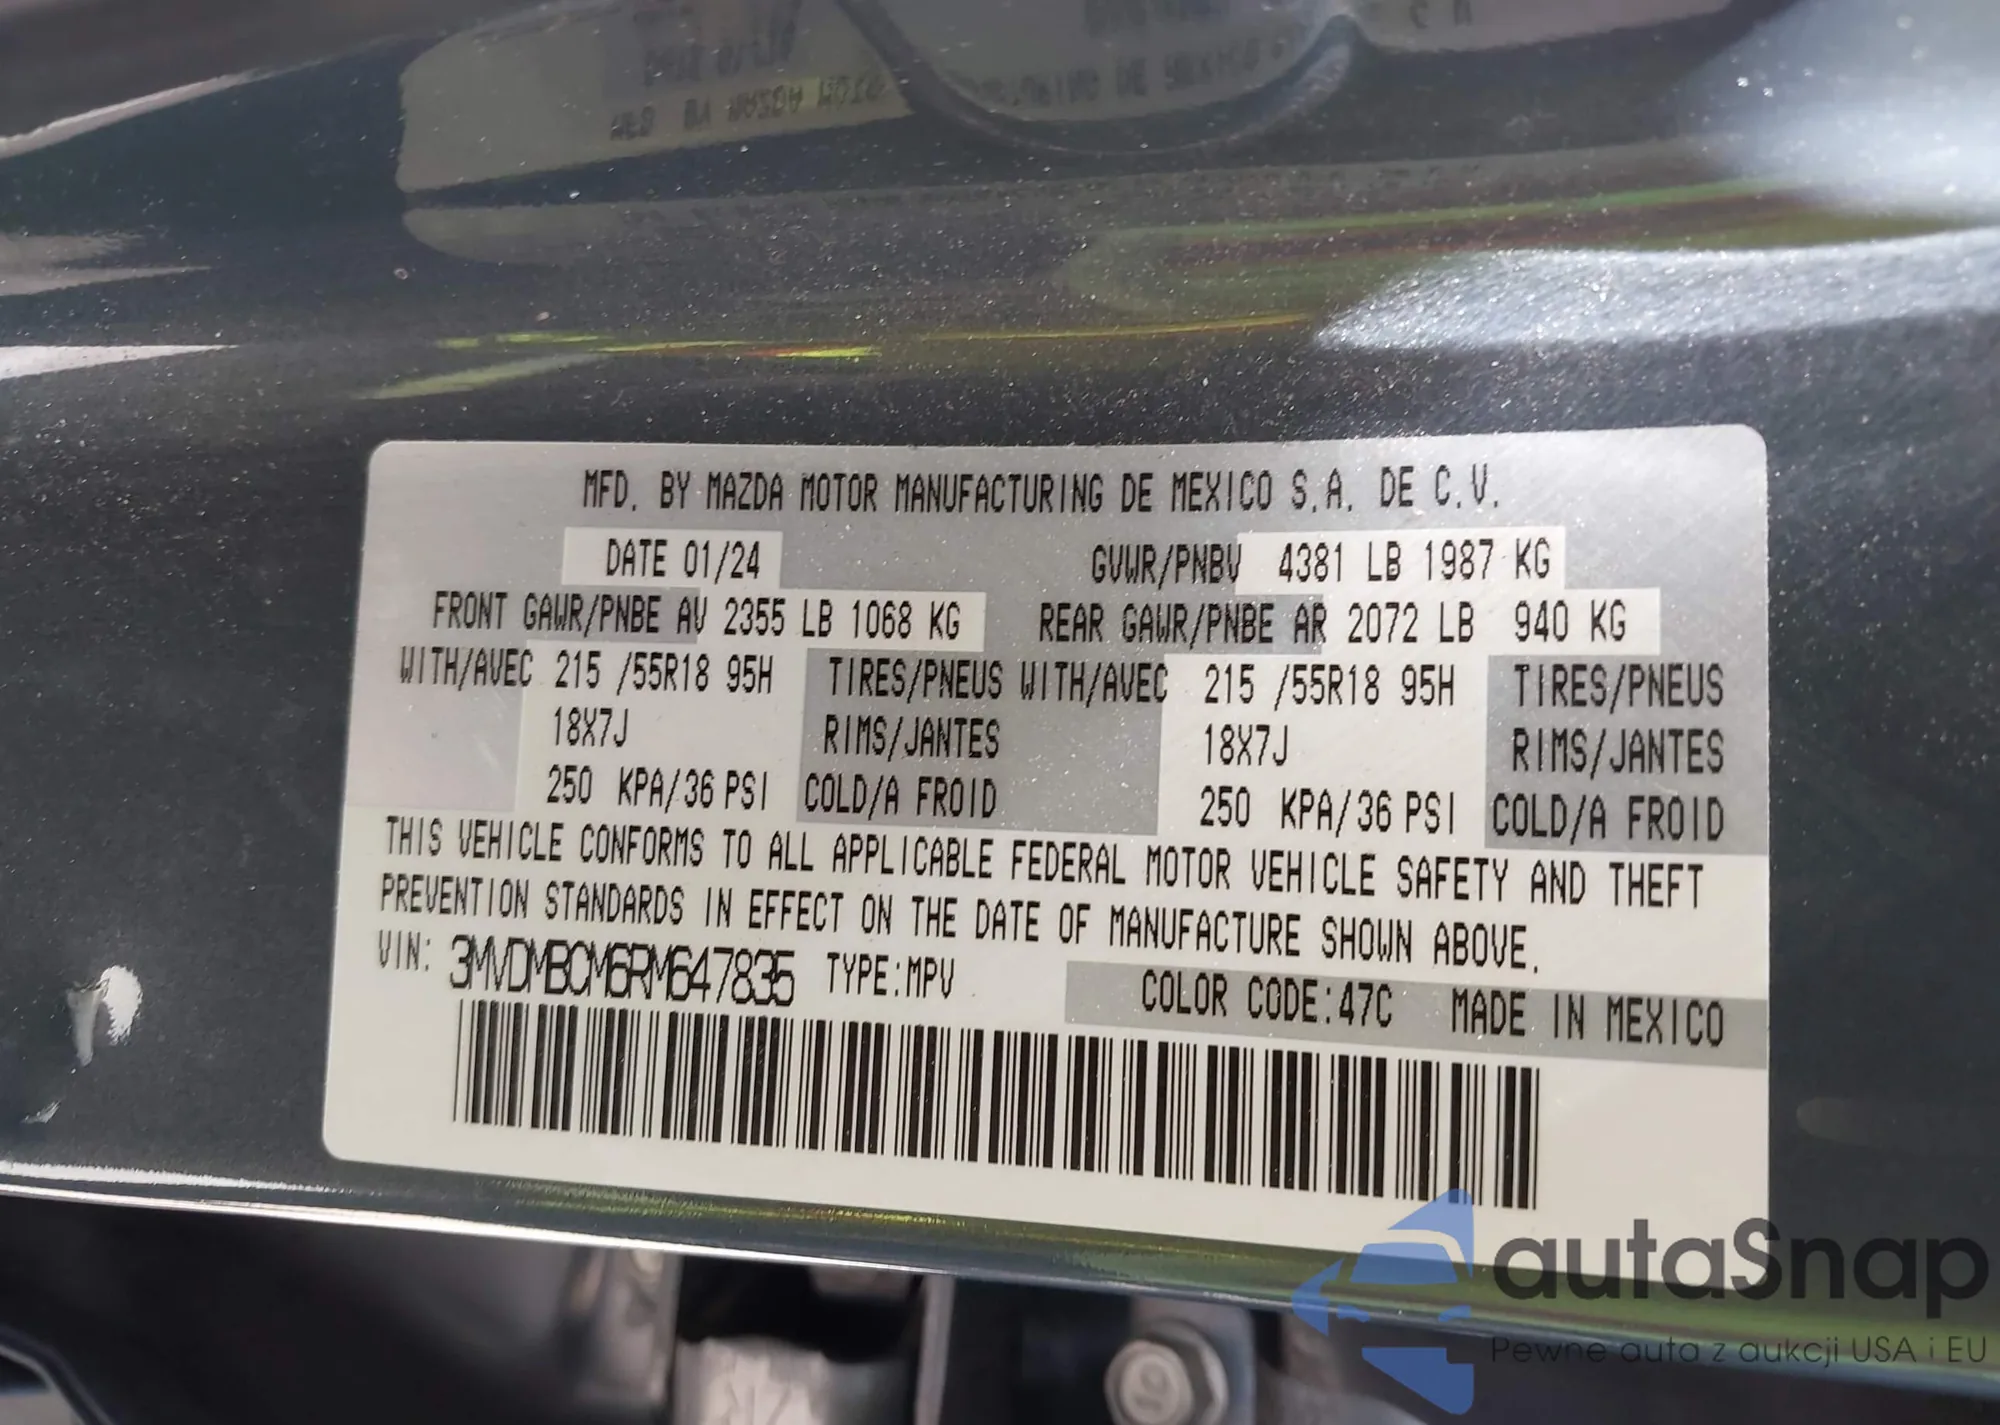 MFD. BY MAZDA MOTOR MANUFACTURING DE MEXICO S.A. DE C.V.
DATE 01/24 GVWR/PNBV 4381 LB 1987 KG
FRONT GAWR/PNBE AV 2355 LB 1068 KG REAR GAWR/PNBE AR 2072 LB 940 KG
WITH/AVEC 215 /55R18 95H TIRES/PNEUS WITH/AVEC 215 /55R18 95H TIRES/PNEUS
18X7J RIMS/JANTES 18X7J RIMS/JANTES
250 KPA/36 PSI COLD/A FROID 250 KPA/36 PSI COLD/A FROID
THIS VEHICLE CONFORMS TO ALL APPLICABLE FEDERAL MOTOR VEHICLE SAFETY AND THEFT
PREVENTION STANDARDS IN EFFECT ON THE DATE OF MANUFACTURE SHOWN ABOVE.
VIN: 3MVDMBCM6RM647835 TYPE:MPV COLOR CODE:47C MADE IN MEXICO
autaSnap
Pewne auta z aukcji USA i EU